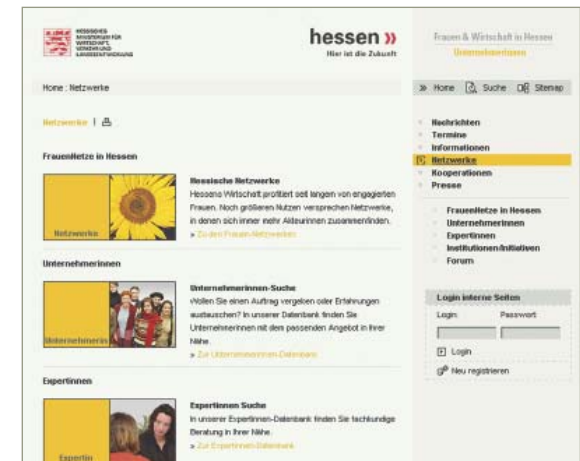 HESSISCHES
MINISTERIUM FÜR
WIRTSCHAFT,
VERKEHR UND
LANDESENTWICKLUNG
hessen »
Hier ist die Zukunft
Frauen & Wirtschaft in Hessen
Unternehmerinnen
Home : Netzwerke
» Home Suche Sitemap
Netzwerke |
FrauenNetze in Hessen
Netzwerke
Hessische Netzwerke
Hessens Wirtschaft profitiert seit langem von engagierten
Frauen. Noch größeren Nutzen versprechen Netzwerke,
in denen sich immer mehr Akteurinnen zusammenfinden.
» Zu den Frauen-Netzwerken
Unternehmerinnen
Unternehmerin
Unternehmerinnen-Suche
Wollen Sie einen Auftrag vergeben oder Erfahrungen
austauschen? In unserer Datenbank finden Sie
Unternehmerinnen mit dem passenden Angebot in Ihrer
Nähe.
» Zur Unternehmerinnen-Datenbank
Expertinnen
Expertin
Expertinnen Suche
In unserer Expertinnen-Datenbank finden Sie fachkundige
Beratung in Ihrer Nähe.
» Zur Expertinnen-Datenbank
Nachrichten
Termine
Informationen
Netzwerke
Kooperationen
Presse
FrauenNetze in Hessen
Unternehmerinnen
Expertinnen
Institutionen/Initiativen
Forum
Login interne Seiten
Login Passwort
Login
Neu registrieren